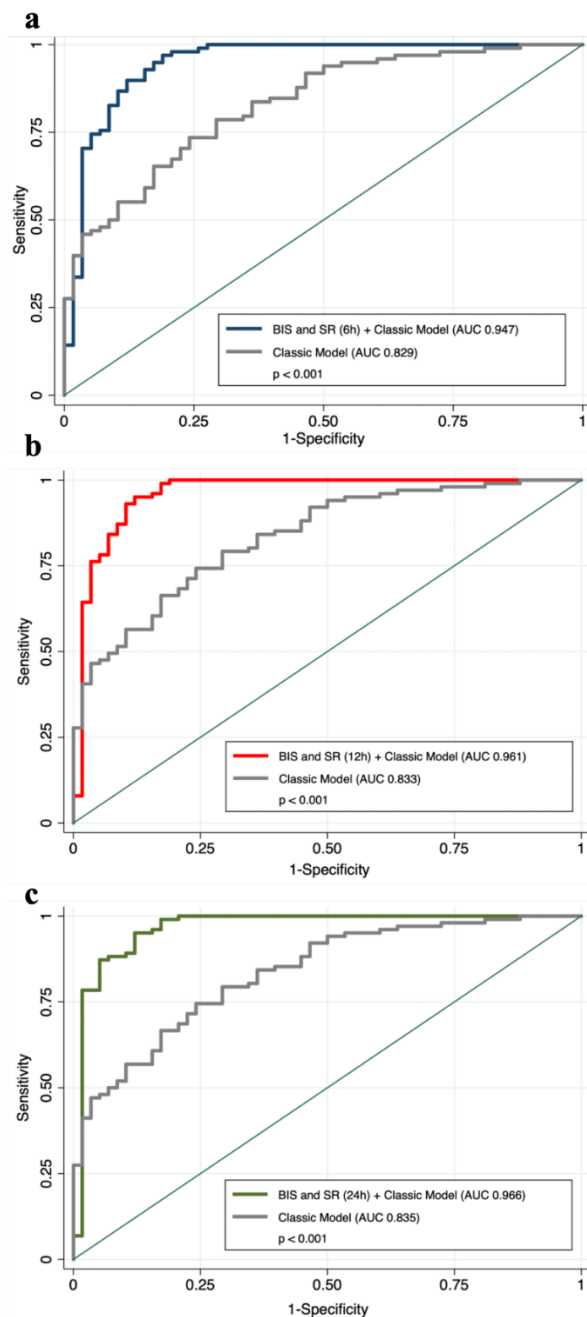 a
1
0.75
Sensitivity
0.50
0.25
0
BIS and SR (6h) + Classic Model (AUC 0.947)
Classic Model (AUC 0.829)
p < 0.001
0
0.25
0.50
0.75
1
1-Specificity
b
1
0.75
Sensitivity
0.50
0.25
0
BIS and SR (12h) + Classic Model (AUC 0.961)
Classic Model (AUC 0.833)
p < 0.001
0
0.25
0.50
0.75
1
1-Specificity
c
1
0.75
Sensitivity
0.50
0.25
0
BIS and SR (24h) + Classic Model (AUC 0.966)
Classic Model (AUC 0.835)
p < 0.001
0
0.25
0.50
0.75
1
1-Specificity